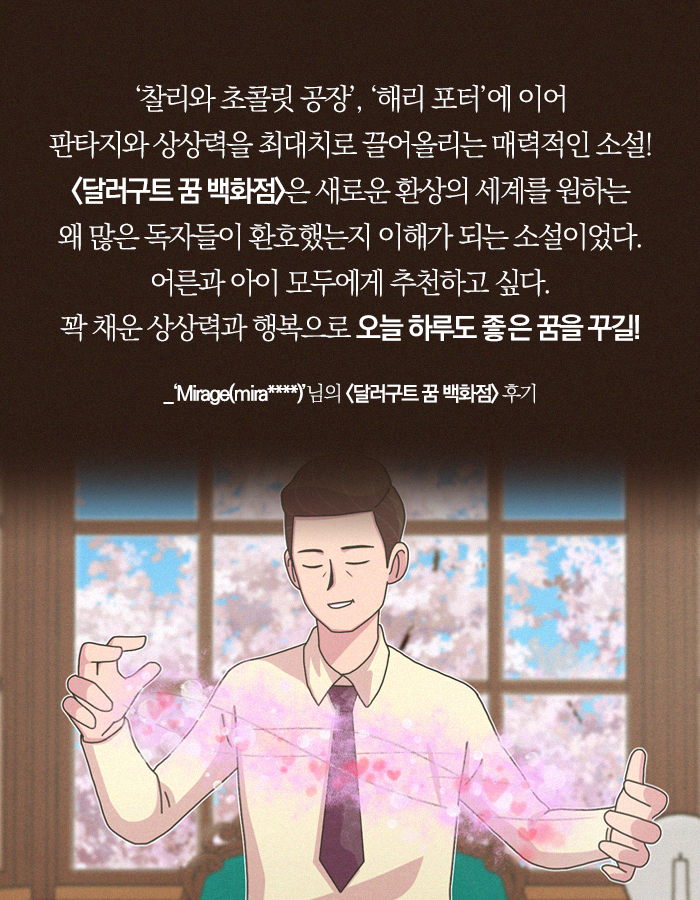 ‘찰리와 초콜릿 공장’, ‘해리 포터’에 이어
판타지와 상상력을 최대치로 끌어올리는 매력적인 소설!
<달러구트 꿈 백화점>은 새로운 환상의 세계를 원하는
왜 많은 독자들이 환호했는지 이해가 되는 소설이었다.
어른과 아이 모두에게 추천하고 싶다.
꽉 채운 상상력과 행복으로 오늘 하루도 좋은 꿈을 꾸길!
_‘Mirage(mira****)’님의 <달러구트 꿈 백화점> 후기